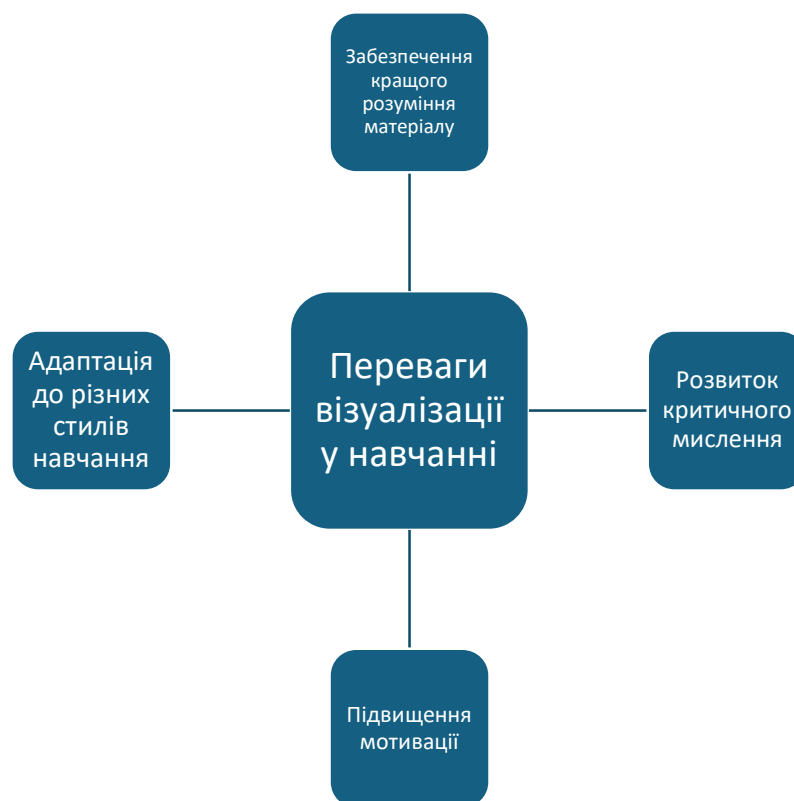 Забезпечення
кращого
розуміння
матеріалу
Адаптація
до різних
стилів
навчання
Переваги
візуалізації
у навчанні
Розвиток
критичного
мислення
Підвищення
мотивації